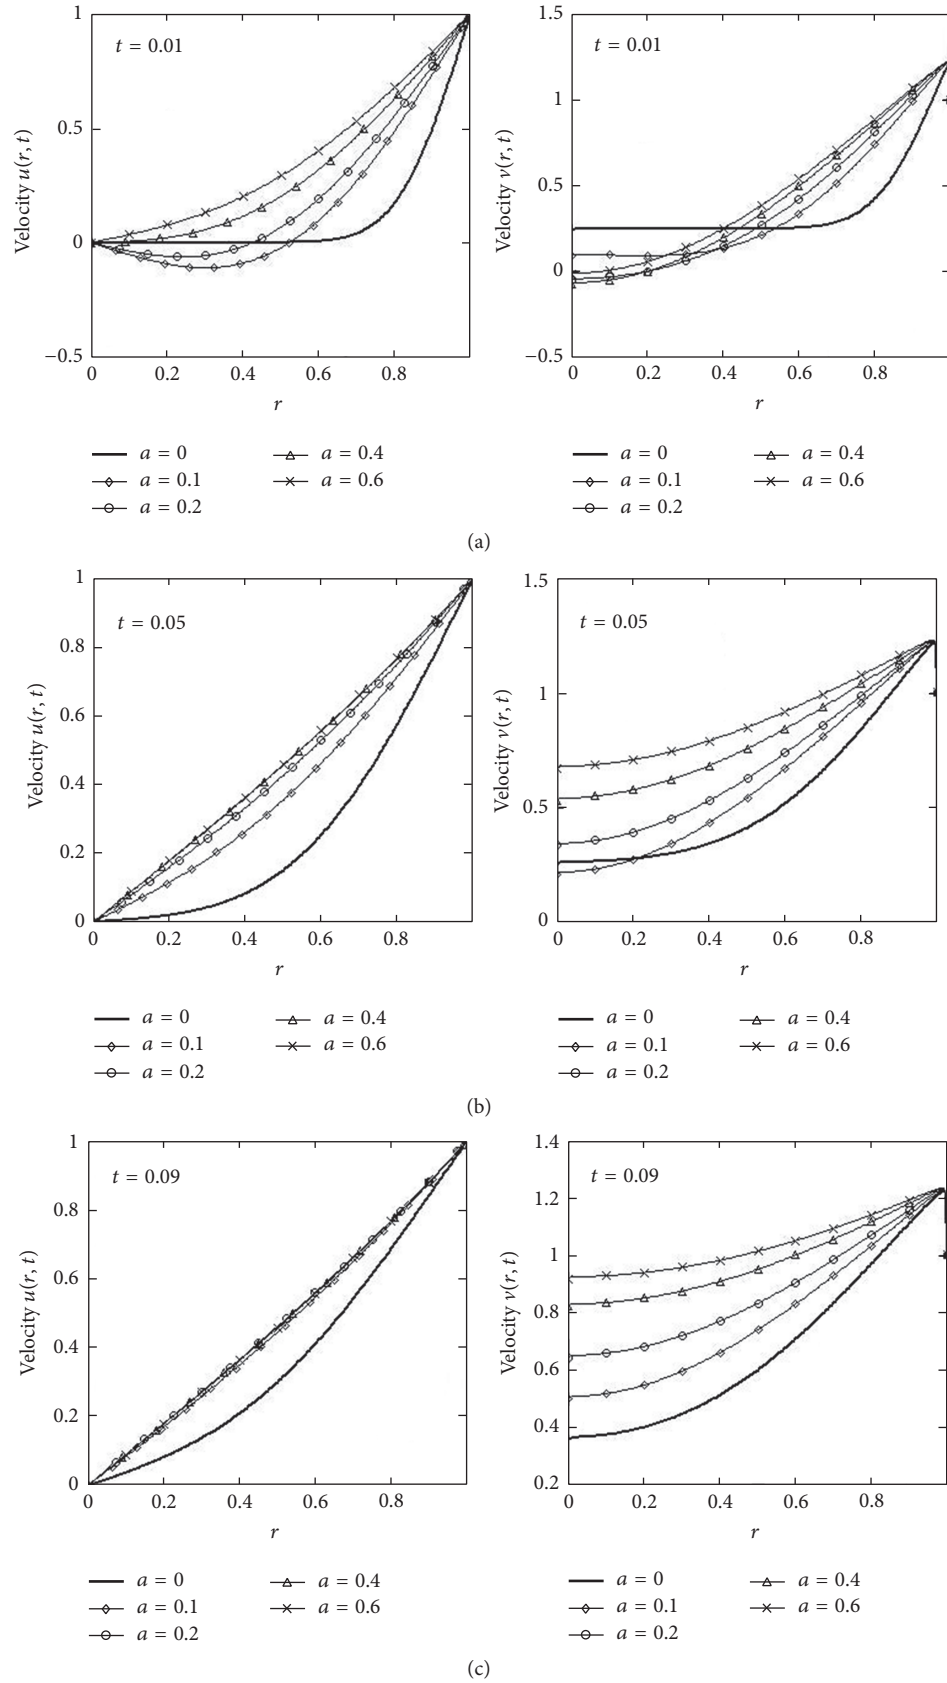 1
0.5
0
−0.5
Velocity u(r, t)
t = 0.01
0
0.2
0.4
0.6
0.8
r
a = 0
a = 0.1
a = 0.2
a = 0.4
a = 0.6
1.5
1
0.5
0
−0.5
Velocity v(r, t)
t = 0.01
0
0.2
0.4
0.6
0.8
r
a = 0
a = 0.1
a = 0.2
a = 0.4
a = 0.6
(a)
1
0.8
0.6
0.4
0.2
0
Velocity u(r, t)
t = 0.05
0
0.2
0.4
0.6
0.8
r
a = 0
a = 0.1
a = 0.2
a = 0.4
a = 0.6
1.5
1
0.5
0
Velocity v(r, t)
t = 0.05
0
0.2
0.4
0.6
0.8
r
a = 0
a = 0.1
a = 0.2
a = 0.4
a = 0.6
(b)
1
0.8
0.6
0.4
0.2
0
Velocity u(r, t)
t = 0.09
0
0.2
0.4
0.6
0.8
r
a = 0
a = 0.1
a = 0.2
a = 0.4
a = 0.6
1.4
1.2
1
0.8
0.6
0.4
0.2
Velocity v(r, t)
t = 0.09
0
0.2
0.4
0.6
0.8
r
a = 0
a = 0.1
a = 0.2
a = 0.4
a = 0.6
(c)